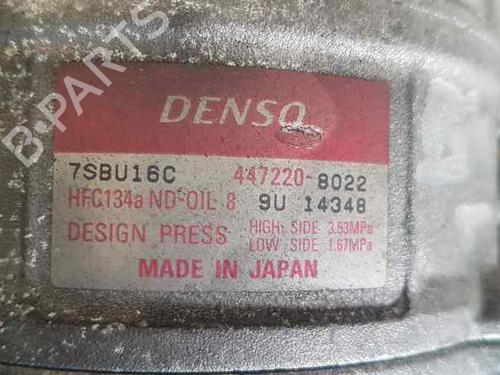 B-PARTS
DENSO
7SBU16C 447220-8022
HFC134a ND-OIL 8 9U 14348
DESIGN PRESS HIGH: SIDE 3.53MPa
LOW SIDE 1.67MPa
MADE IN JAPAN